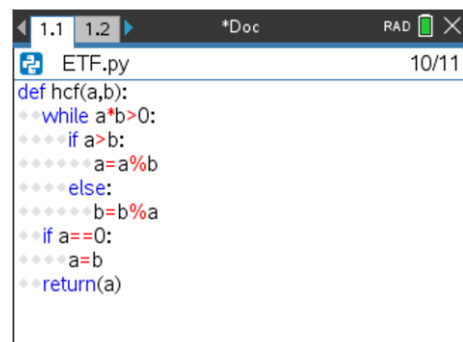 1.1 1.2 *Doc RAD
ETF.py 10/11
def hcf(a,b):
◆◆while a*b>0:
◆◆◆◆if a>b:
◆◆◆◆◆◆a=a%b
◆◆◆◆else:
◆◆◆◆◆◆b=b%a
◆◆if a==0:
◆◆◆◆a=b
◆◆return(a)